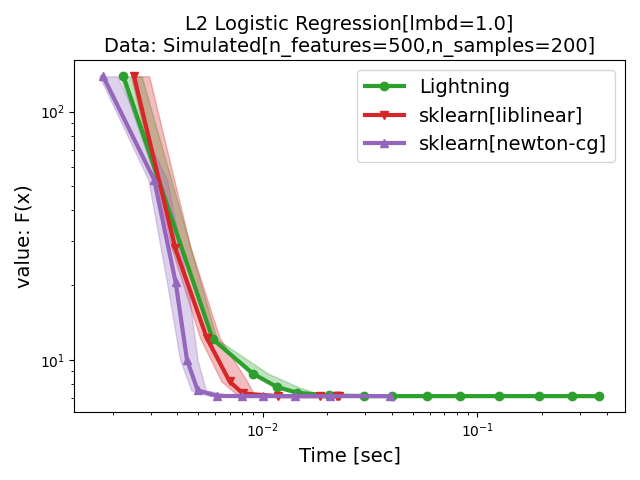 L2 Logistic Regression[lmbd=1.0]
Data: Simulated[n_features=500,n_samples=200]
Lightning
sklearn[liblinear]
sklearn[newton-cg]
value: F(x)
10²
10¹
10⁻²
10⁻¹
Time [sec]